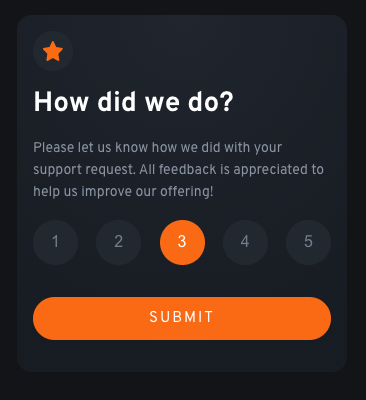 How did we do?
Please let us know how we did with your
support request. All feedback is appreciated to
help us improve our offering!
1 2 3 4 5
SUBMIT